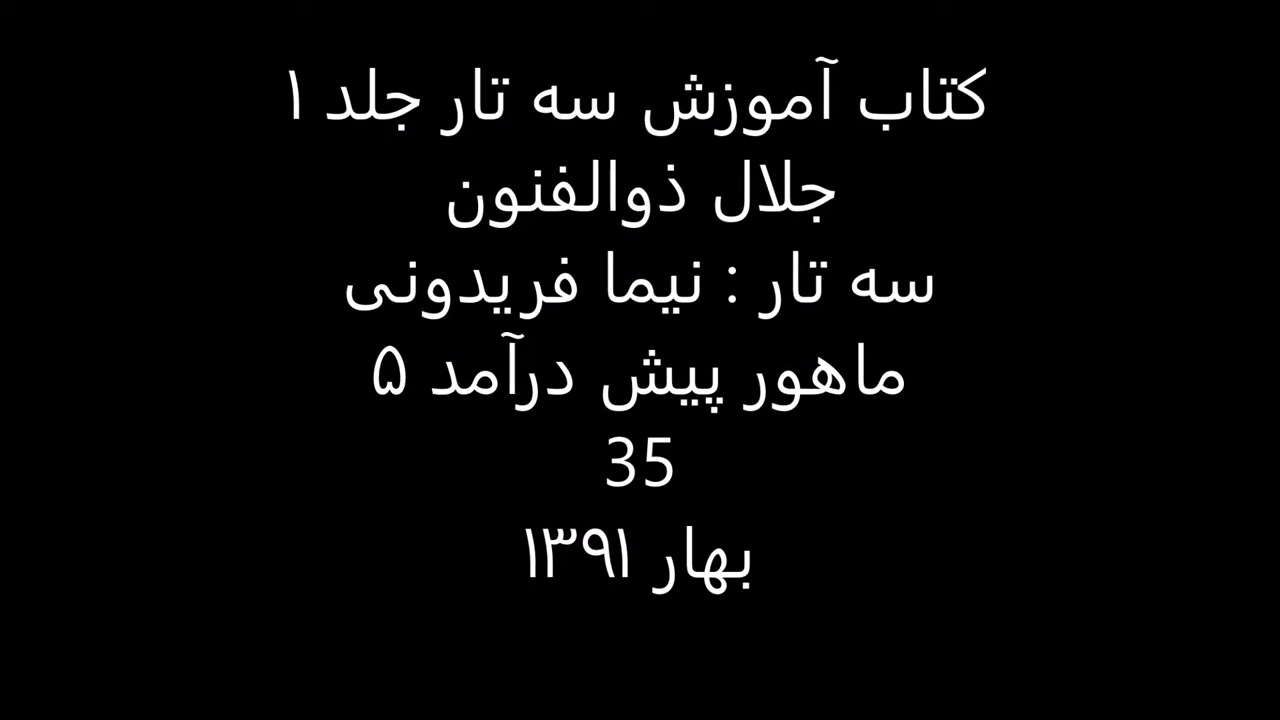 کتاب آموزش سه تار جلد ۱
جلال ذوالفنون
سه تار : نیما فریدونی
ماهور پیش درآمد ۵
35
بهار ۱۳۹۱